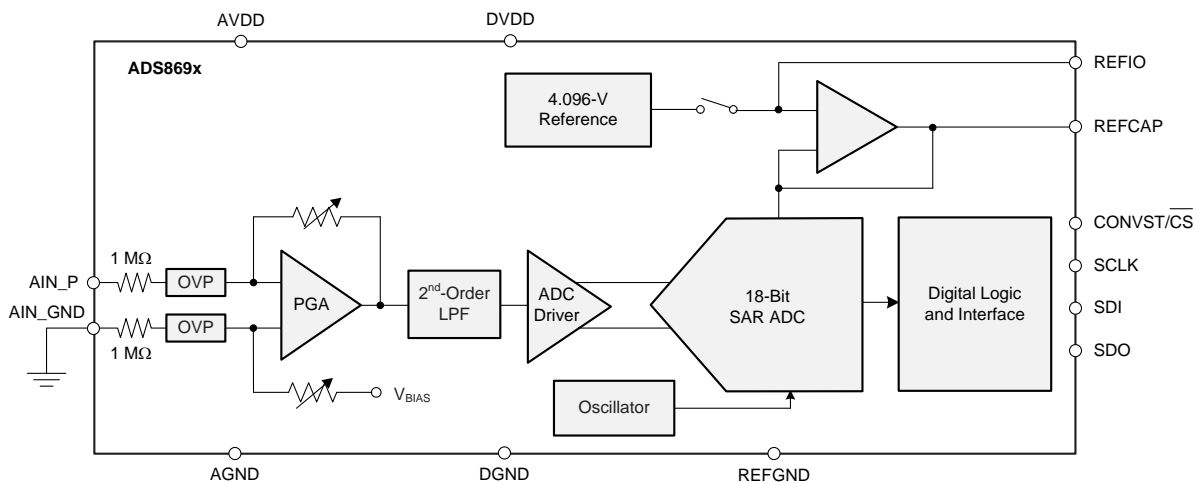 AVDD
DVDD
ADS869x
REFIO
4.096-V
Reference
REFCAP
CONVST/C̅S̅
1 MΩ
AIN_P
OVP
SCLK
AIN_GND
PGA
2nd-Order
LPF
ADC
Driver
18-Bit
SAR ADC
Digital Logic
and Interface
OVP
SDI
1 MΩ
SDO
VBIAS
Oscillator
AGND
DGND
REFGND